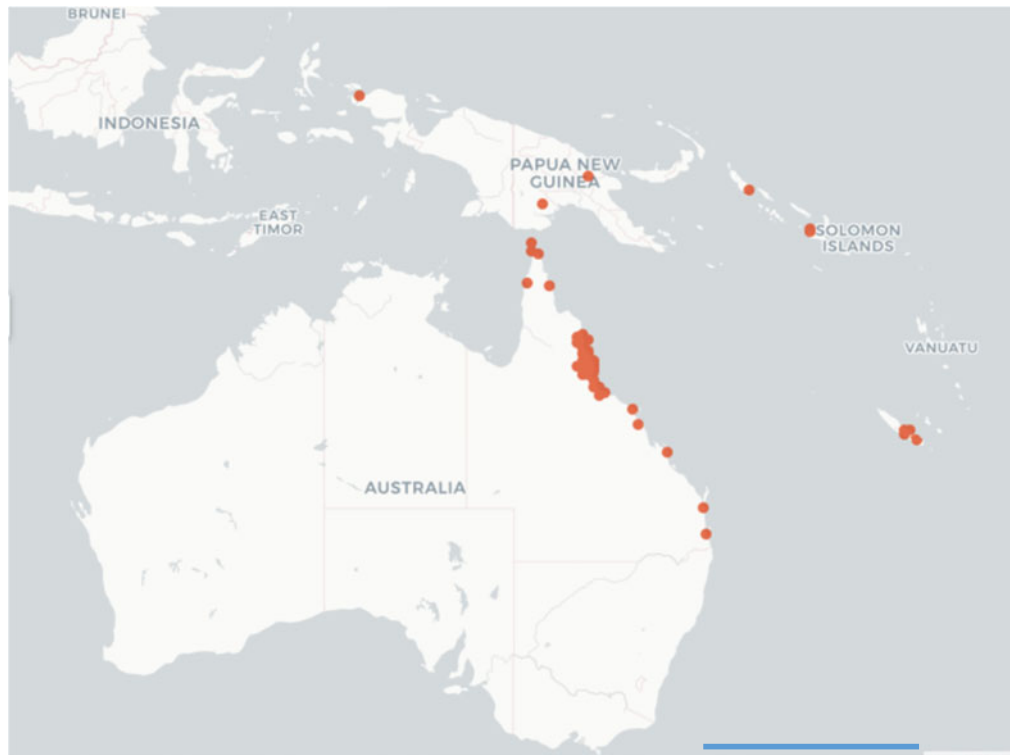 BRUNEI
INDONESIA
PAPUA NEW
GUINEA
EAST
TIMOR
SOLOMON
ISLANDS
VANUATU
AUSTRALIA